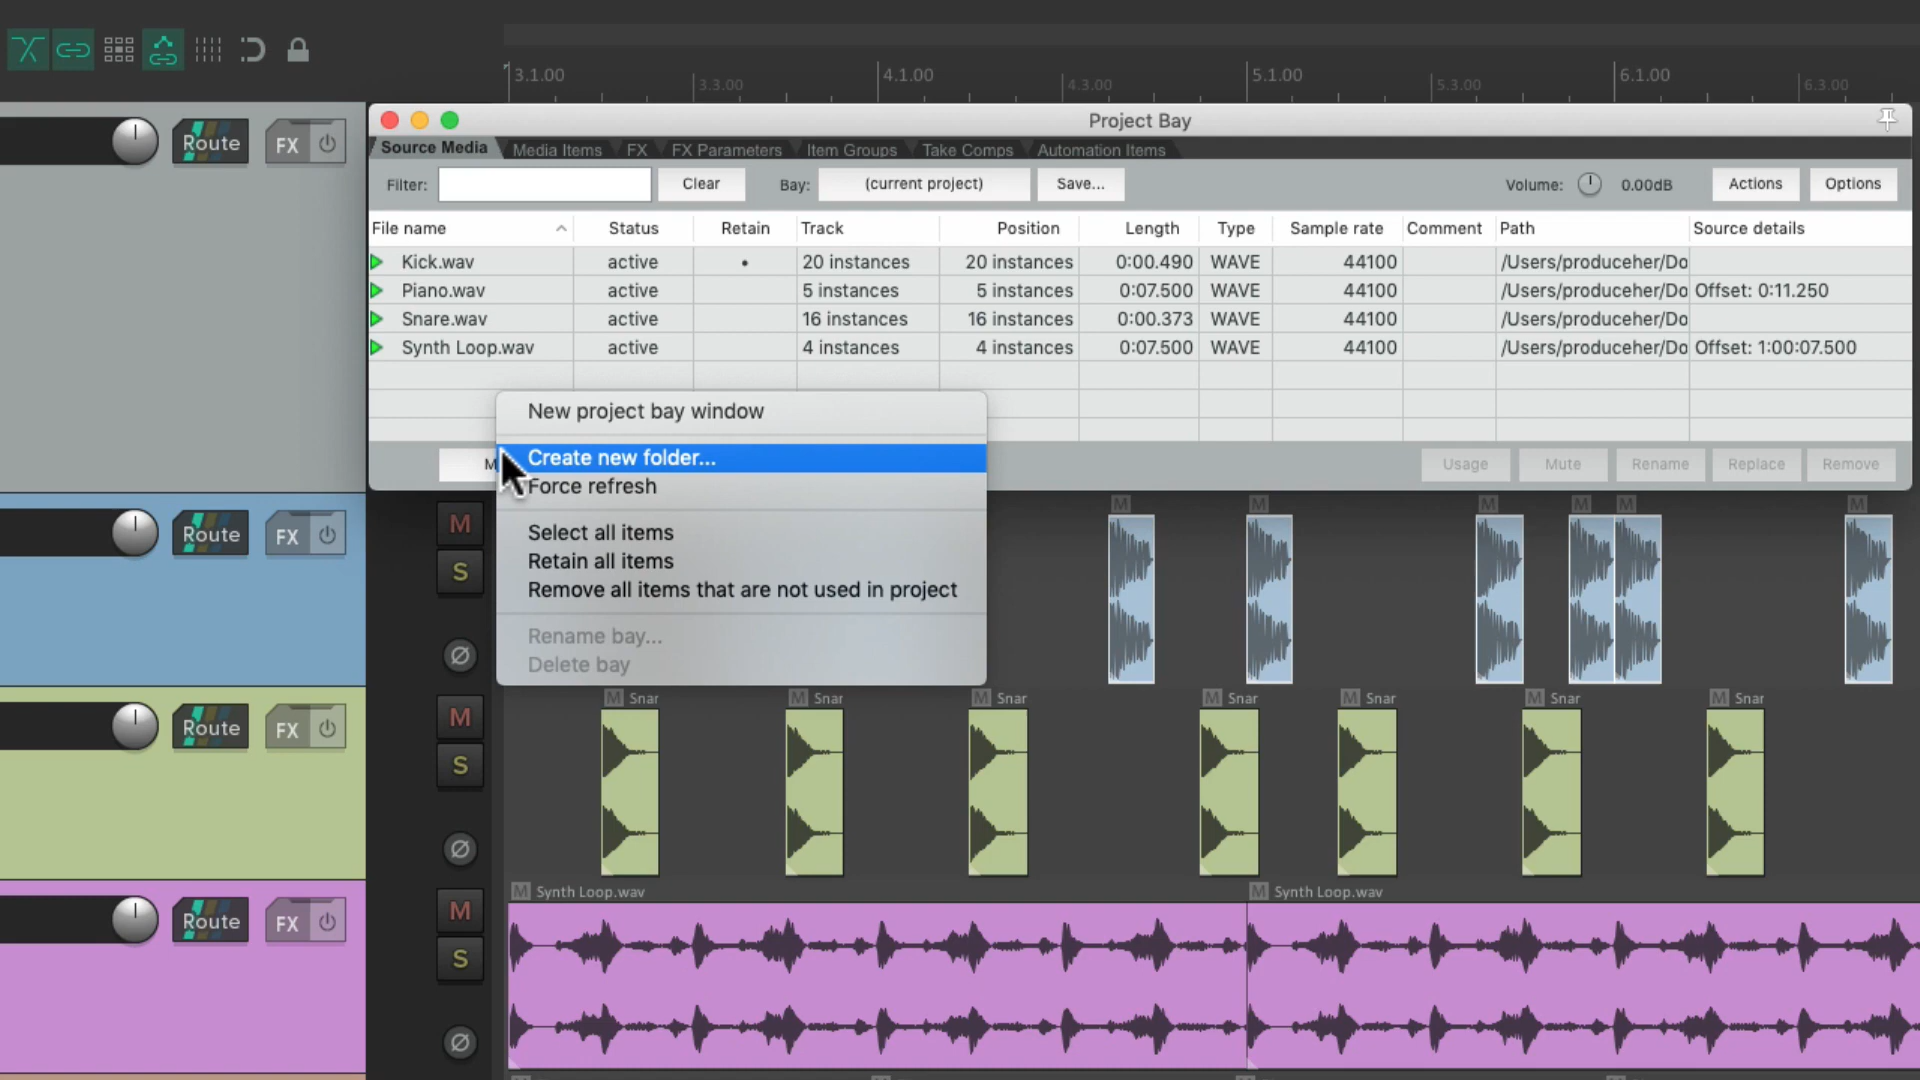 3.1.00 4.1.00 5.1.00 6.1.00
3.3.00 4.3.00 5.3.00 6.3.00
Project Bay
Source Media Media Items FX FX Parameters Item Groups Take Comps Automation Items
Filter: Clear Bay: (current project) Save... Volume: 0.00dB Actions Options
File name Status Retain Track Position Length Type Sample rate Comment Path Source details
Kick.wav active • 20 instances 20 instances 0:00.490 WAVE 44100 /Users/produceher/Do
Piano.wav active 5 instances 5 instances 0:07.500 WAVE 44100 /Users/produceher/Do Offset: 0:11.250
Snare.wav active 16 instances 16 instances 0:00.373 WAVE 44100 /Users/produceher/Do
Synth Loop.wav active 4 instances 4 instances 0:07.500 WAVE 44100 /Users/produceher/Do Offset: 1:00:07.500
New project bay window
Create new folder...
Force refresh
Select all items
Retain all items
Remove all items that are not used in project
Rename bay...
Delete bay
Usage Mute Rename Replace Remove
Route FX
Route FX M
S
M M M M M M
Route FX M
S
M Snar M Snar M Snar M Snar M Snar M Snar M Snar
Route FX M
S
M Synth Loop.wav M Synth Loop.wav